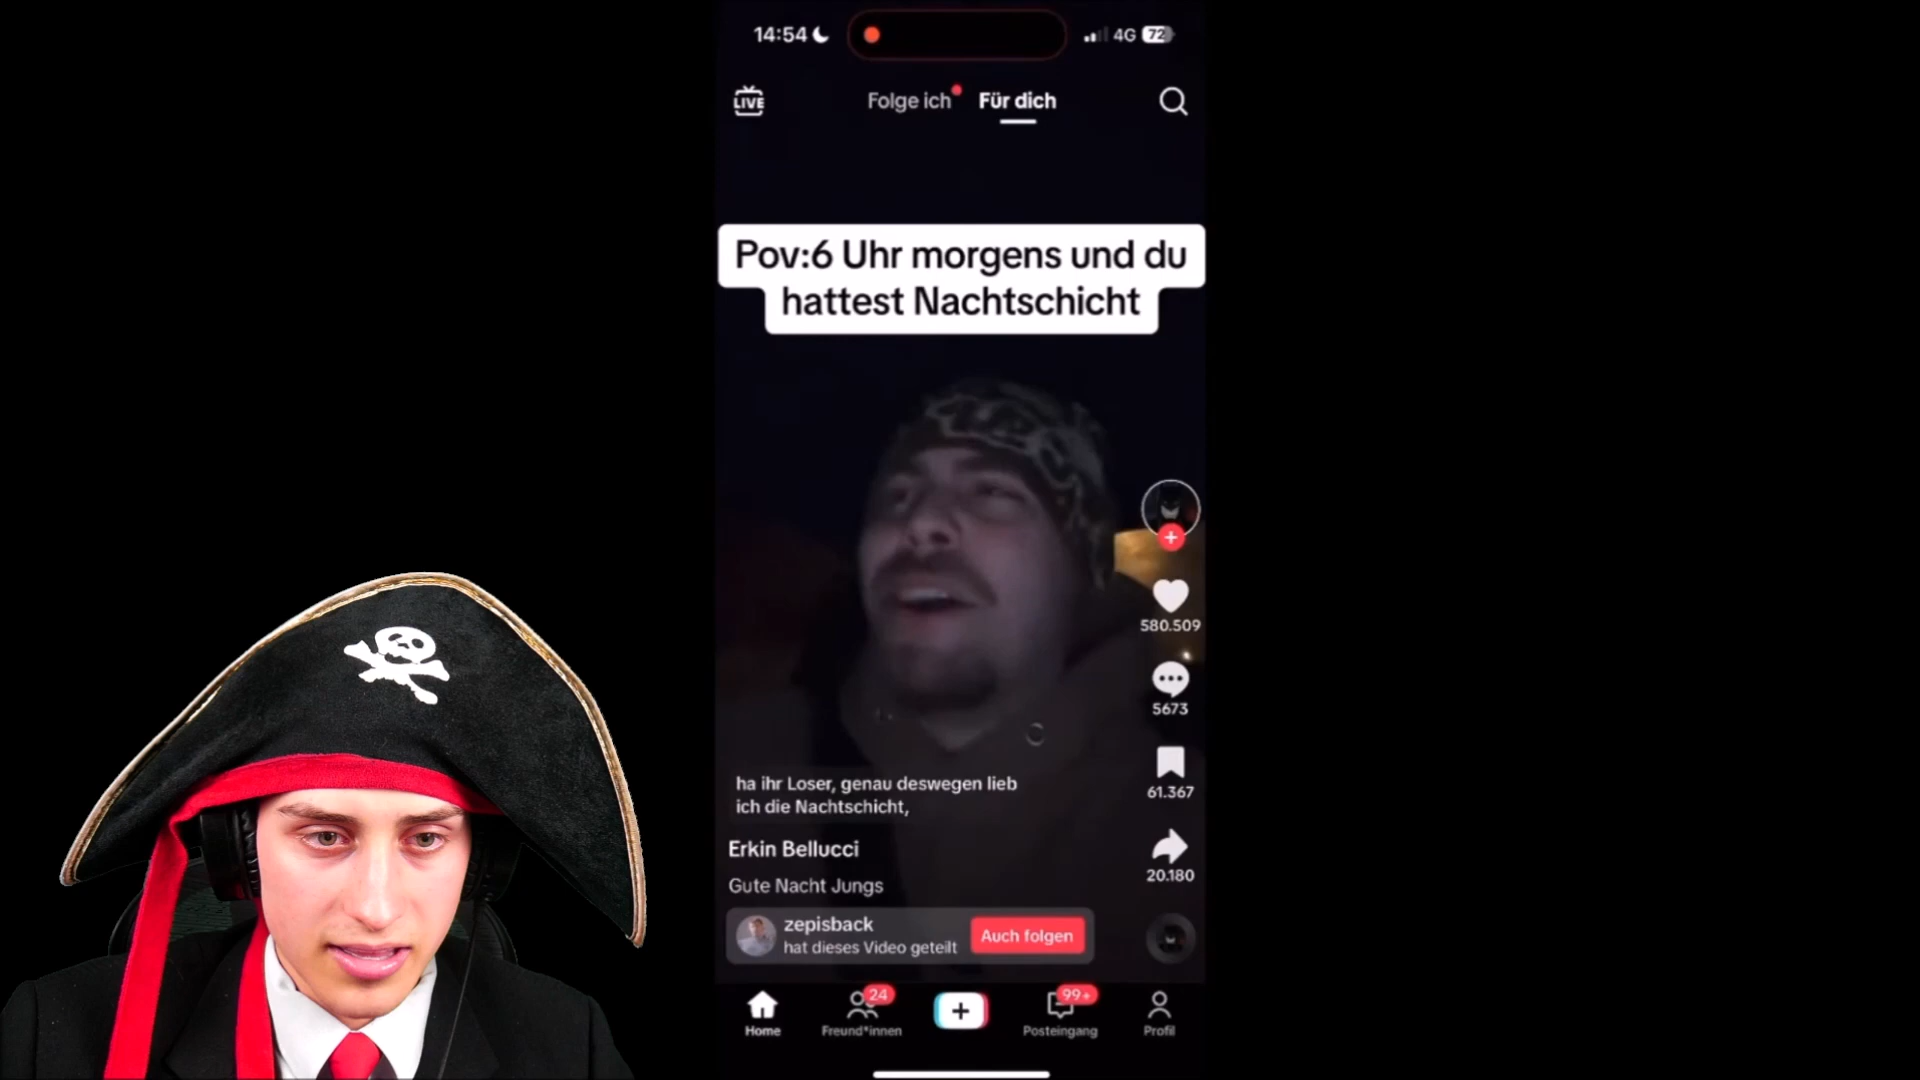 14:54
4G 72
LIVE
Folge ich Für dich
Pov:6 Uhr morgens und du
hattest Nachtschicht
580.509
5673
61.367
20.180
ha ihr Loser, genau deswegen lieb
ich die Nachtschicht,
Erkin Bellucci
Gute Nacht Jungs
zepisback
hat dieses Video geteilt
Auch folgen
24
99+
Home
Freund*innen
Posteingang
Profil